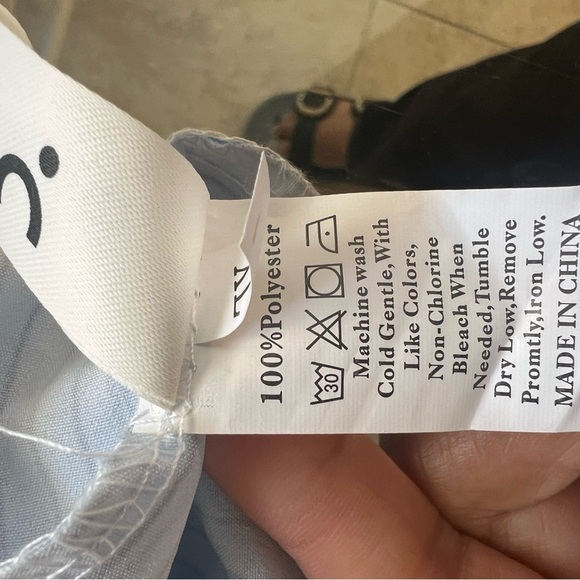 100%Polyester
30
Machine wash
Cold Gentle,With
Like Colors,
Non-Chlorine
Bleach When
Needed,Tumble
Dry Low,Remove
Promtly,Iron Low.
MADE IN CHINA